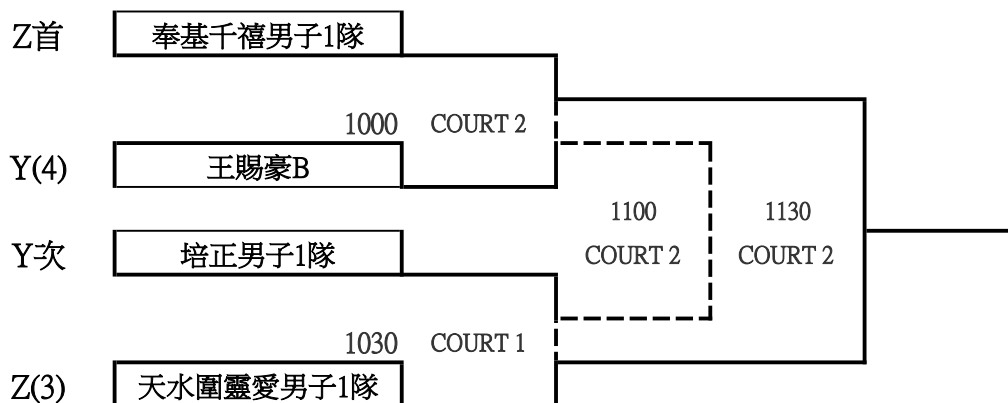 Z首 奉基千禧男子1隊
1000 COURT 2
Y(4) 王賜豪B
1100 1130
Y次 培正男子1隊 COURT 2 COURT 2
1030 COURT 1
Z(3) 天水圍靈愛男子1隊